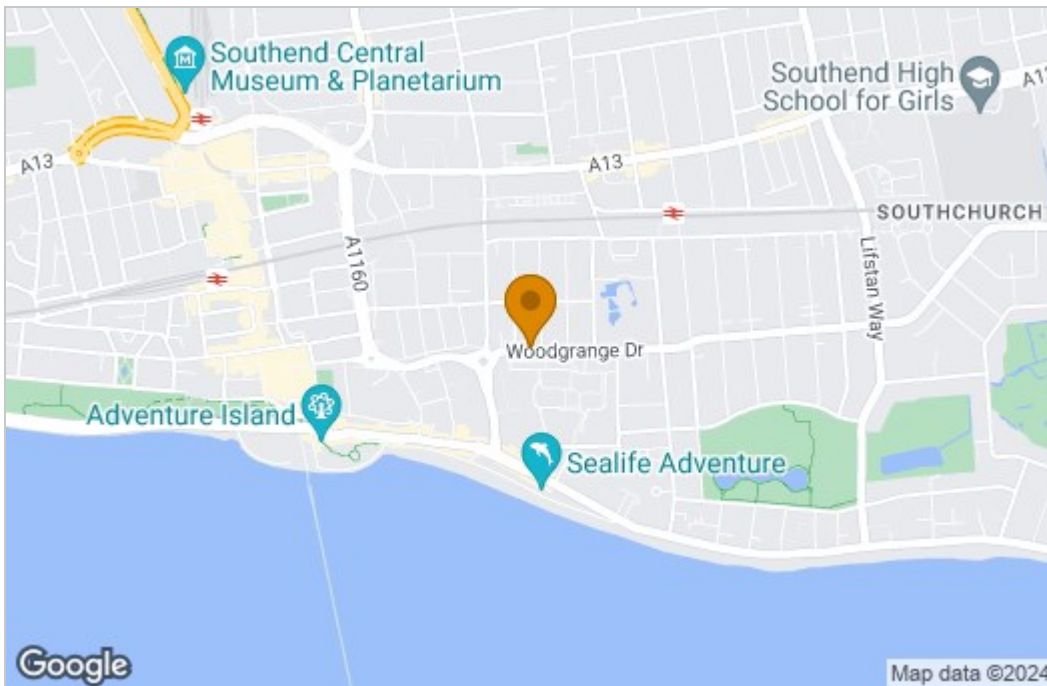 Southend Central
Museum & Planetarium
Southend High
School for Girls
A13
A13
SOUTHCHURCH
A1160
Lifstan Way
Woodgrange Dr
Adventure Island
Sealife Adventure
Google
Map data ©2024